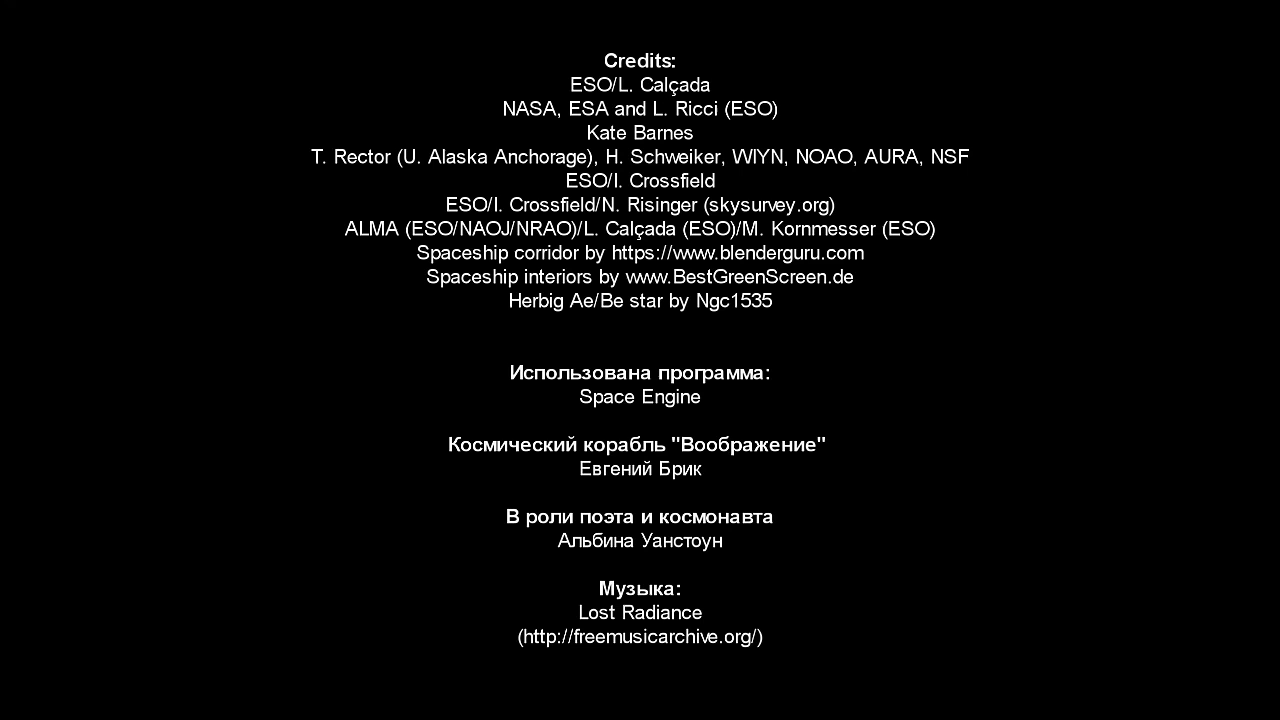 Credits:
ESO/L. Calçada
NASA, ESA and L. Ricci (ESO)
Kate Barnes
T. Rector (U. Alaska Anchorage), H. Schweiker, WIYN, NOAO, AURA, NSF
ESO/I. Crossfield
ESO/I. Crossfield/N. Risinger (skysurvey.org)
ALMA (ESO/NAOJ/NRAO)/L. Calçada (ESO)/M. Kornmesser (ESO)
Spaceship corridor by https://www.blenderguru.com
Spaceship interiors by www.BestGreenScreen.de
Herbig Ae/Be star by Ngc1535
Использована программа:
Space Engine
Космический корабль "Воображение"
Евгений Брик
В роли поэта и космонавта
Альбина Уанстоун
Музыка:
Lost Radiance
(http://freemusicarchive.org/)